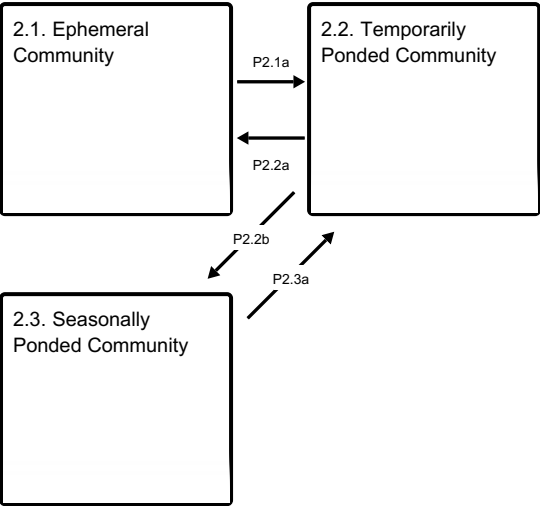 2.1. Ephemeral
Community
2.2. Temporarily
Ponded Community
P2.1a
P2.2a
P2.2b
P2.3a
2.3. Seasonally
Ponded Community